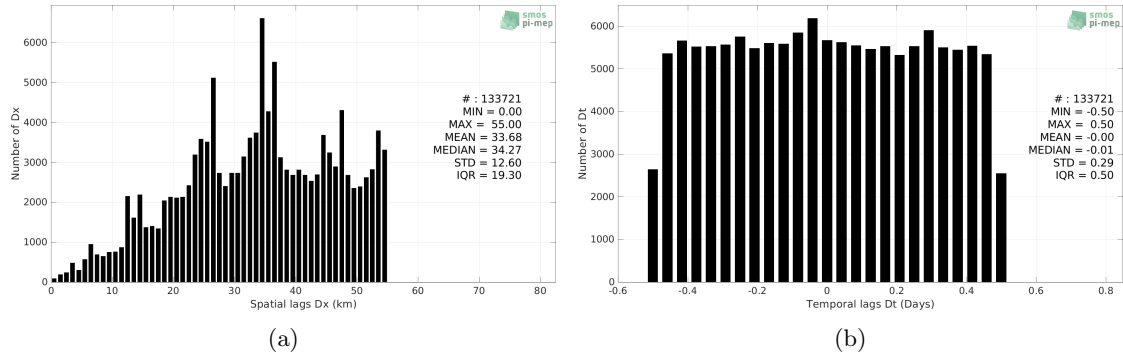 smos
pi-mep
6000
5000
4000
3000
2000
1000
0
Number of Dx
# : 133721
MIN = 0.00
MAX = 55.00
MEAN = 33.68
MEDIAN = 34.27
STD = 12.60
IQR = 19.30
0 10 20 30 40 50 60 70 80
Spatial lags Dx (km)
(a)
smos
pi-mep
6000
5000
4000
3000
2000
1000
0
Number of Dt
# : 133721
MIN = -0.50
MAX = 0.50
MEAN = -0.00
MEDIAN = -0.01
STD = 0.29
IQR = 0.50
-0.6 -0.4 -0.2 0 0.2 0.4 0.6 0.8
Temporal lags Dt (Days)
(b)